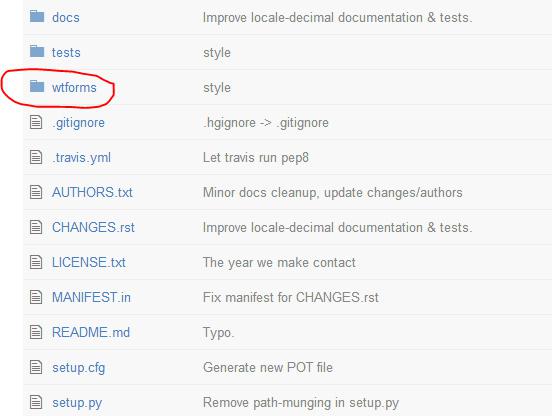 docs Improve locale-decimal documentation & tests.
tests style
wtforms style
.gitignore .hgignore -> .gitignore
.travis.yml Let travis run pep8
AUTHORS.txt Minor docs cleanup, update changes/authors
CHANGES.rst Improve locale-decimal documentation & tests.
LICENSE.txt The year we make contact
MANIFEST.in Fix manifest for CHANGES.rst
README.md Typo.
setup.cfg Generate new POT file
setup.py Remove path-munging in setup.py